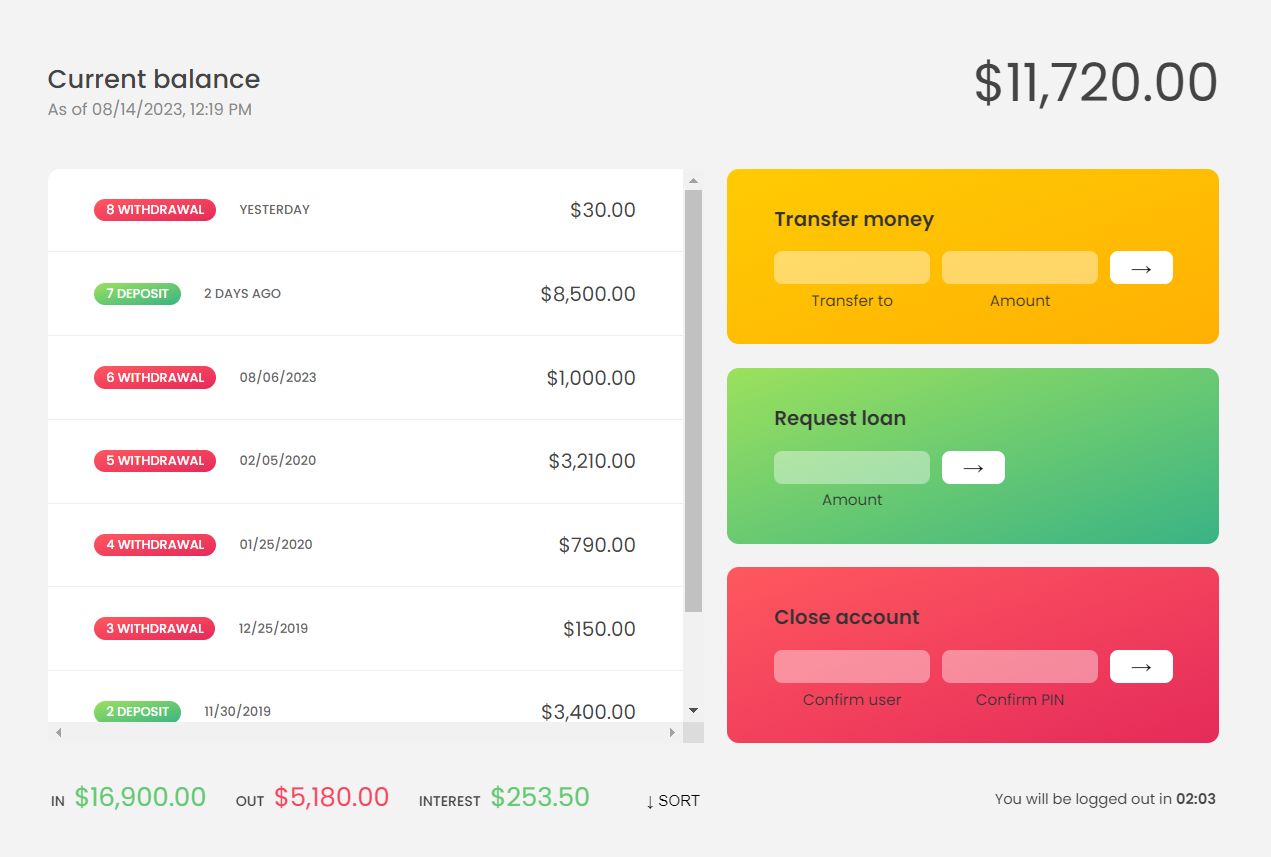 Current balance
As of 08/14/2023, 12:19 PM
$11,720.00
8 WITHDRAWAL YESTERDAY $30.00
7 DEPOSIT 2 DAYS AGO $8,500.00
6 WITHDRAWAL 08/06/2023 $1,000.00
5 WITHDRAWAL 02/05/2020 $3,210.00
4 WITHDRAWAL 01/25/2020 $790.00
3 WITHDRAWAL 12/25/2019 $150.00
2 DEPOSIT 11/30/2019 $3,400.00
Transfer money
→
Transfer to Amount
Request loan
→
Amount
Close account
→
Confirm user Confirm PIN
IN $16,900.00 OUT $5,180.00 INTEREST $253.50 ↓ SORT
You will be logged out in 02:03